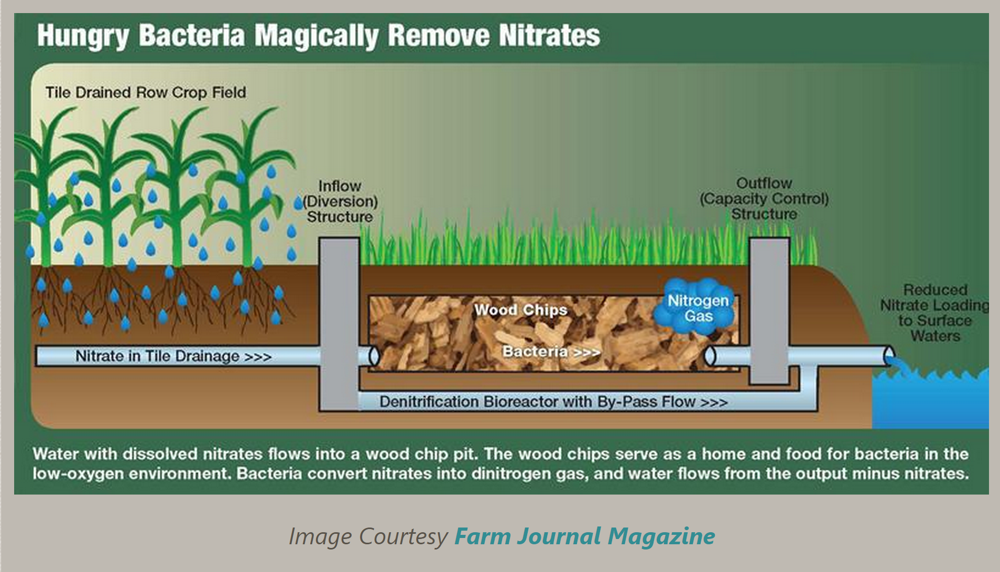 Hungry Bacteria Magically Remove Nitrates
Tile Drained Row Crop Field
Inflow
(Diversion)
Structure
Outflow
(Capacity Control)
Structure
Wood Chips
Nitrogen
Gas
Reduced
Nitrate Loading
to Surface
Waters
Nitrate in Tile Drainage >>>
Bacteria >>>
Denitrification Bioreactor with By-Pass Flow >>>
Water with dissolved nitrates flows into a wood chip pit. The wood chips serve as a home and food for bacteria in the
low-oxygen environment. Bacteria convert nitrates into dinitrogen gas, and water flows from the output minus nitrates.
Image Courtesy Farm Journal Magazine